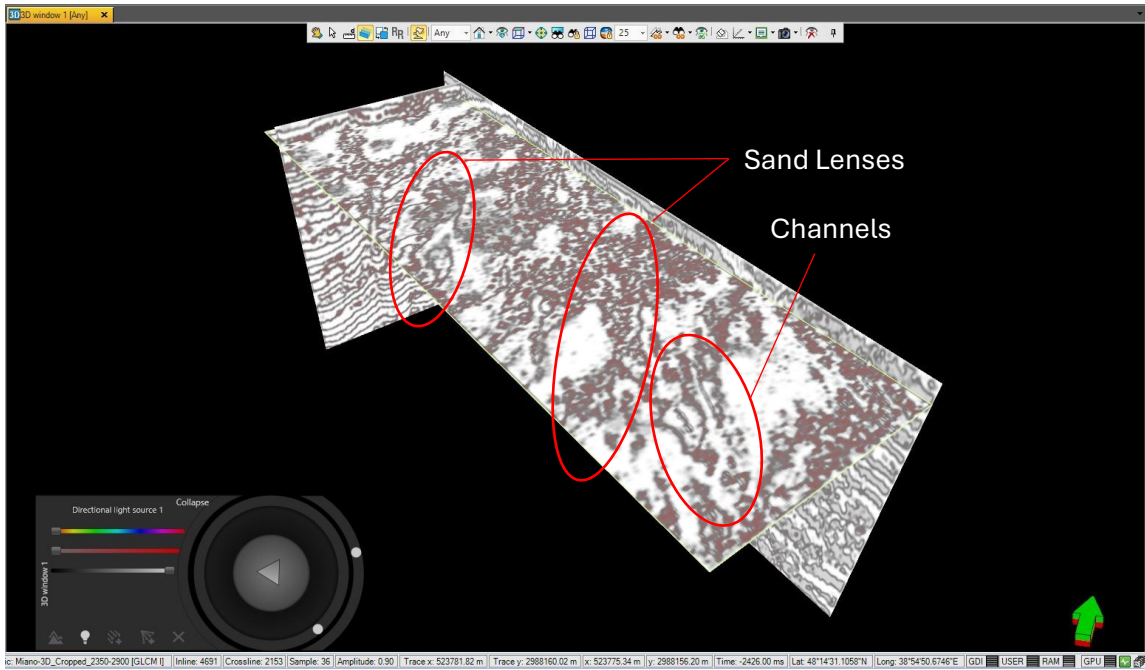 3D 3D window 1 [Any]
RR
Any
25
Sand Lenses
Channels
Collapse
Directional light source 1
3D window 1
c: Miano-3D_Cropped_2350-2900 [GLCM I] Inline: 4691 Crossline: 2153 Sample: 36 Amplitude: 0.90 Trace x: 523781.82 m Trace y: 2988160.02 m x: 523775.34 m y: 2988156.20 m Time: -2426.00 ms Lat: 48°14'31.1058"N Long: 38°54'50.6746"E GDI USER RAM GPU